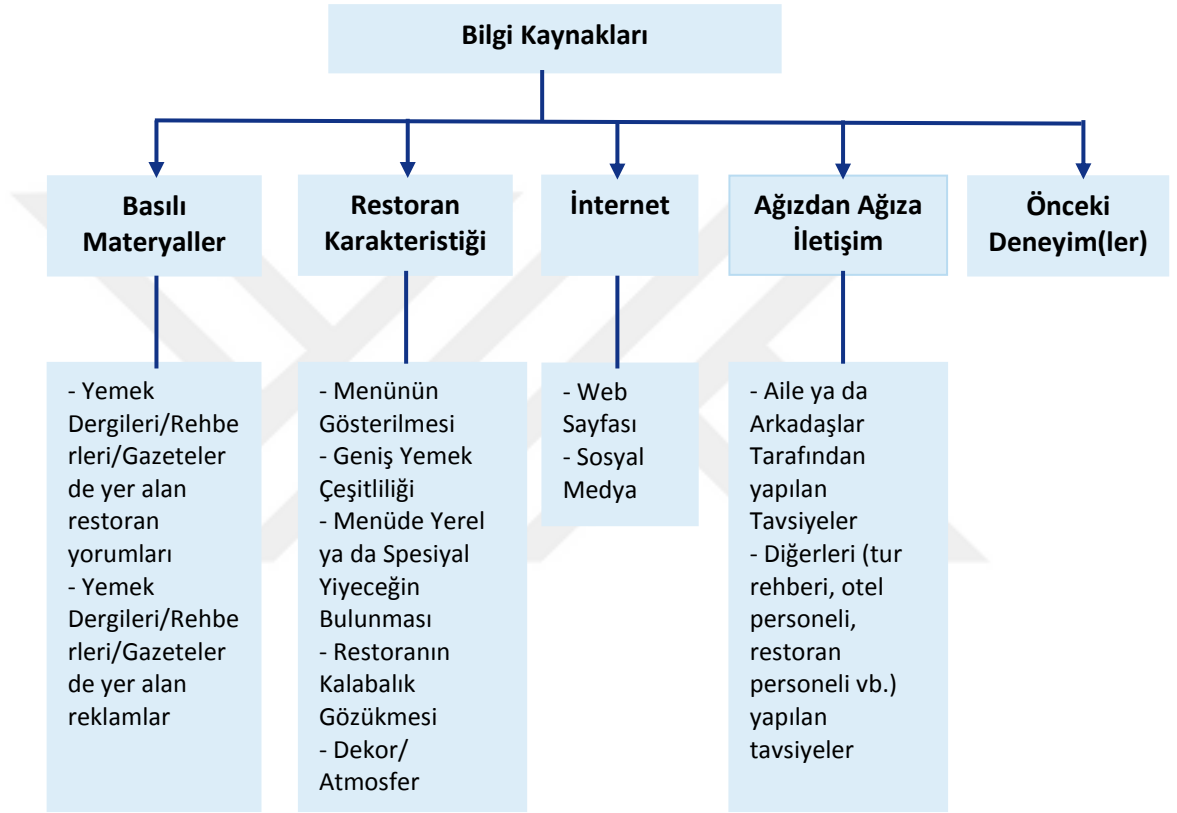 Bilgi Kaynakları
Basılı
Materyaller
Restoran
Karakteristiği
İnternet
Ağızdan Ağıza
İletişim
Önceki
Deneyim(ler)
- Yemek
Dergileri/Rehbe
rleri/Gazeteler
de yer alan
restoran
yorumları
- Yemek
Dergileri/Rehbe
rleri/Gazeteler
de yer alan
reklamlar
- Menünün
Gösterilmesi
- Geniş Yemek
Çeşitliliği
- Menüde Yerel
ya da Spesiyal
Yiyeceğin
Bulunması
- Restoranın
Kalabalık
Gözükmesi
- Dekor/
Atmosfer
- Web
Sayfası
- Sosyal
Medya
- Aile ya da
Arkadaşlar
Tarafından
yapılan
Tavsiyeler
- Diğerleri (tur
rehberi, otel
personeli,
restoran
personeli vb.)
yapılan
tavsiyeler